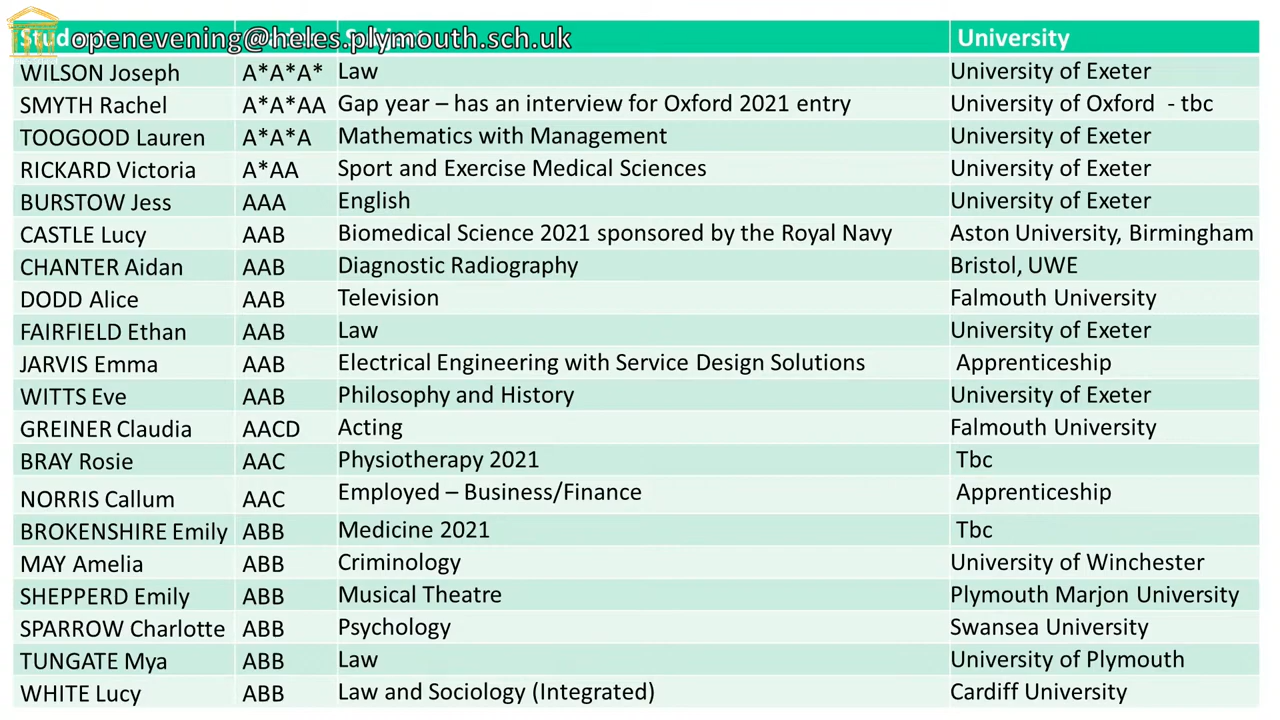 openevening@heles.plymouth.sch.uk University
WILSON Joseph A*A*A* Law University of Exeter
SMYTH Rachel A*A*AA Gap year – has an interview for Oxford 2021 entry University of Oxford - tbc
TOOGOOD Lauren A*A*A Mathematics with Management University of Exeter
RICKARD Victoria A*AA Sport and Exercise Medical Sciences University of Exeter
BURSTOW Jess AAA English University of Exeter
CASTLE Lucy AAB Biomedical Science 2021 sponsored by the Royal Navy Aston University, Birmingham
CHANTER Aidan AAB Diagnostic Radiography Bristol, UWE
DODD Alice AAB Television Falmouth University
FAIRFIELD Ethan AAB Law University of Exeter
JARVIS Emma AAB Electrical Engineering with Service Design Solutions Apprenticeship
WITTS Eve AAB Philosophy and History University of Exeter
GREINER Claudia AACD Acting Falmouth University
BRAY Rosie AAC Physiotherapy 2021 Tbc
NORRIS Callum AAC Employed – Business/Finance Apprenticeship
BROKENSHIRE Emily ABB Medicine 2021 Tbc
MAY Amelia ABB Criminology University of Winchester
SHEPPERD Emily ABB Musical Theatre Plymouth Marjon University
SPARROW Charlotte ABB Psychology Swansea University
TUNGATE Mya ABB Law University of Plymouth
WHITE Lucy ABB Law and Sociology (Integrated) Cardiff University